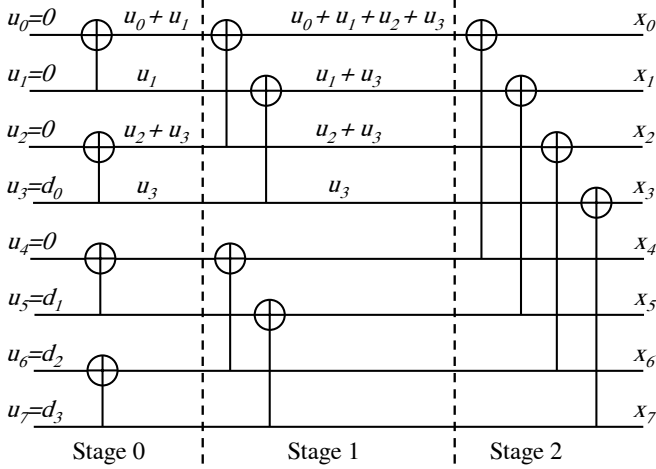 u₀=0 u₀ + u₁ u₀ + u₁ + u₂ + u₃ x₀
u₁=0 u₁ u₁ + u₃ x₁
u₂=0 u₂ + u₃ u₂ + u₃ x₂
u₃=d₀ u₃ u₃ x₃
u₄=0 x₄
u₅=d₁ x₅
u₆=d₂ x₆
u₇=d₃ x₇
Stage 0 Stage 1 Stage 2